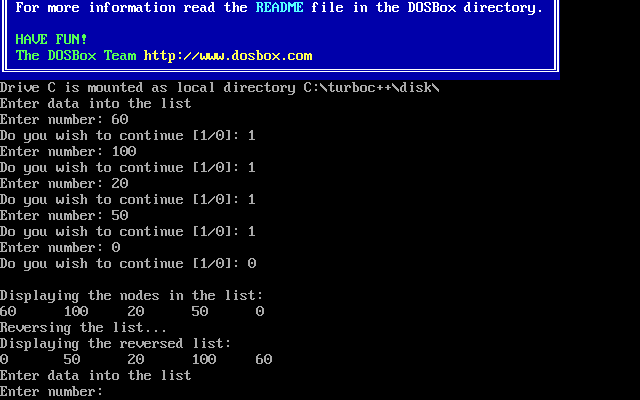 For more information read the README file in the DOSBox directory.
HAVE FUN!
The DOSBox Team http://www.dosbox.com
Drive C is mounted as local directory C:\turboc++\disk\
Enter data into the list
Enter number: 60
Do you wish to continue [1/0]: 1
Enter number: 100
Do you wish to continue [1/0]: 1
Enter number: 20
Do you wish to continue [1/0]: 1
Enter number: 50
Do you wish to continue [1/0]: 1
Enter number: 0
Do you wish to continue [1/0]: 0
Displaying the nodes in the list:
60 100 20 50 0
Reversing the list...
Displaying the reversed list:
0 50 20 100 60
Enter data into the list
Enter number: